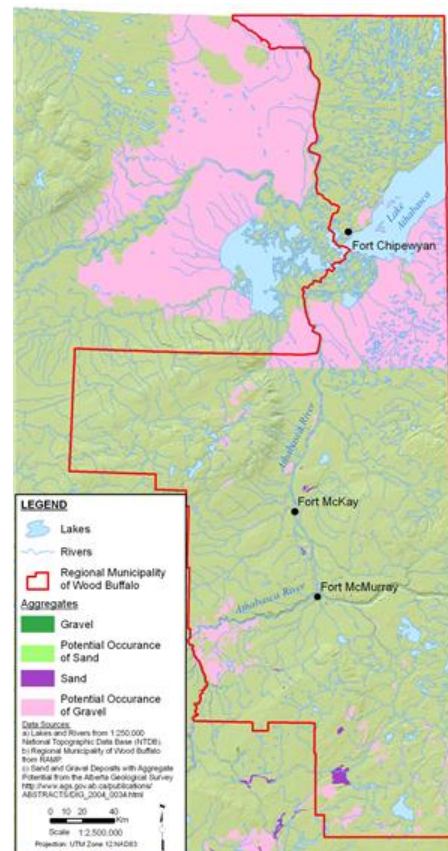 Lake
Athabasca
Fort Chipewyan
Athabasca River
Fort McKay
Fort McMurray
Athabasca River
LEGEND
Lakes
Rivers
Regional Municipality
of Wood Buffalo
Aggregates
Gravel
Potential Occurance
of Sand
Sand
Potential Occurance
of Gravel
Data Sources:
a) Lakes and Rivers from 1:250,000
National Topographic Data Base (NTDB).
b) Regional Municipality of Wood Buffalo
from RAMP.
c) Sand and Gravel Deposits with Aggregate
Potential from the Alberta Geological Survey
http://www.ags.gov.ab.ca/publications/
ABSTRACTS/DIG_2004_0034.html
0 10 20 40
Km
Scale 1:2,500,000
Projection: UTM Zone 12 NAD83